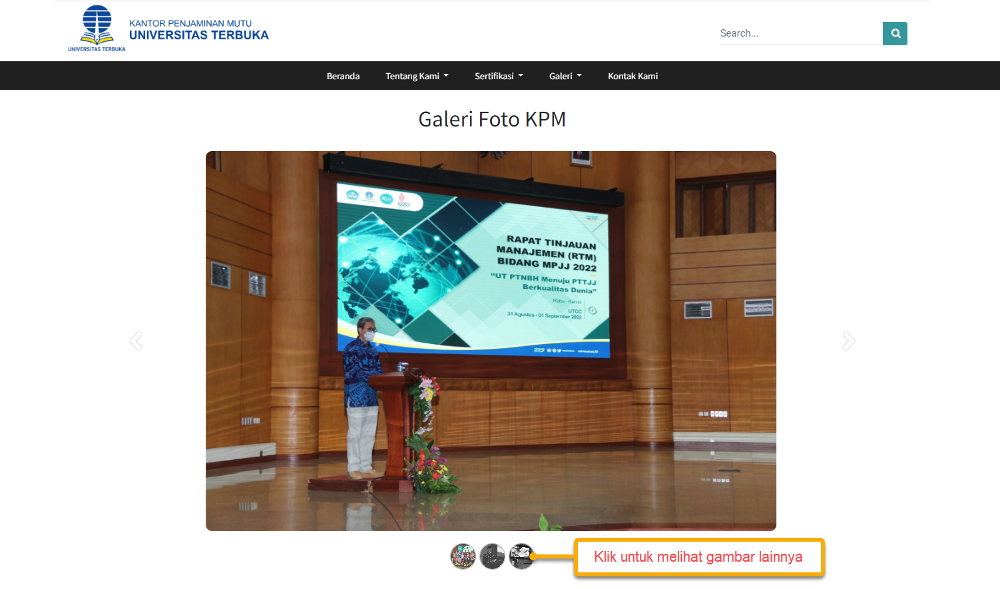 KANTOR PENJAMINAN MUTU
UNIVERSITAS TERBUKA
UNIVERSITAS TERBUKA
Search...
Beranda
Tentang Kami
Sertifikasi
Galeri
Kontak Kami
Galeri Foto KPM
G20
RAPAT TINJAUAN
MANAJEMEN (RTM)
BIDANG MPJJ 2022
“UT PTNBH Menuju PTTJJ
Berkualitas Dunia”
Rabu - Kamis
UTCC
31 Agustus - 01 September 2022
www.ut.ac.id
Klik untuk melihat gambar lainnya